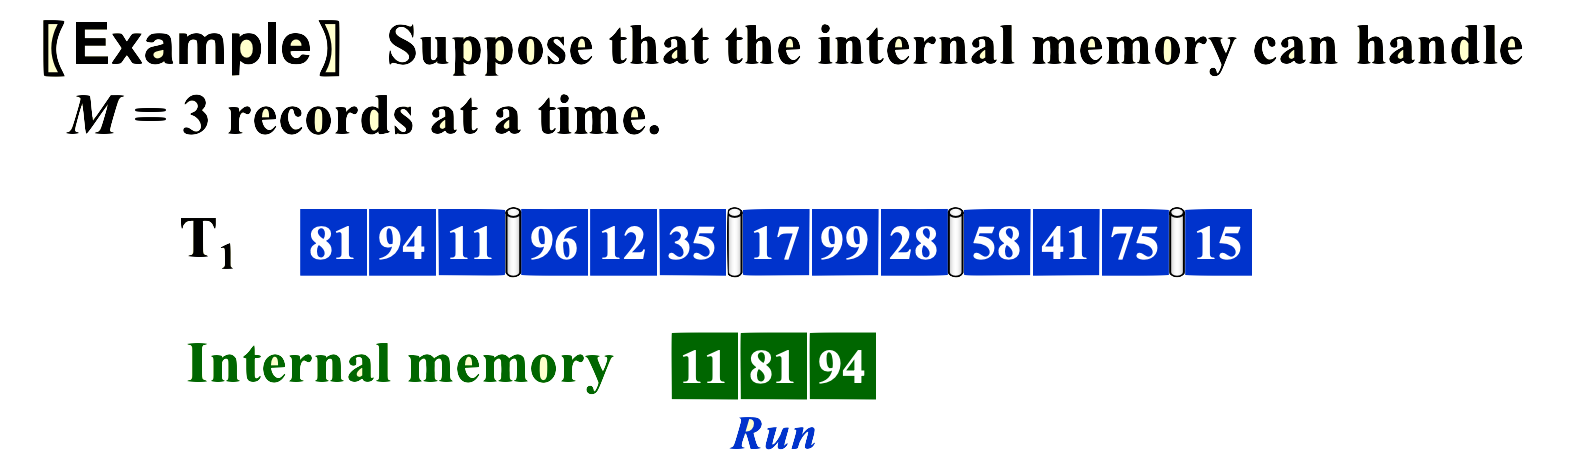 〖Example〗 Suppose that the internal memory can handle
M = 3 records at a time.
T₁ 81 94 11 96 12 35 17 99 28 58 41 75 15
Internal memory 11 81 94
Run